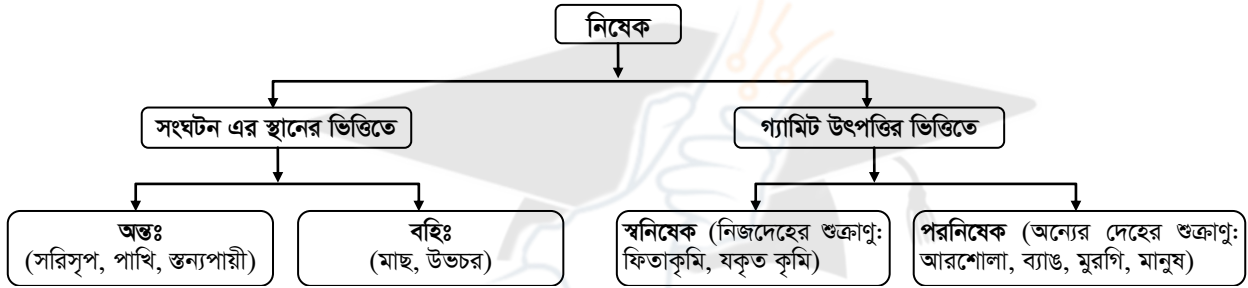 নিষেক
সংঘটন এর স্থানের ভিত্তিতে
গ্যামিট উৎপত্তির ভিত্তিতে
অন্তঃ
(সরিসৃপ, পাখি, স্তন্যপায়ী)
বহিঃ
(মাছ, উভচর)
স্বনিষেক (নিজদেহের শুক্রাণু:
ফিতাকৃমি, যকৃত কৃমি)
পরনিষেক (অন্যের দেহের শুক্রাণু:
আরশোলা, ব্যাঙ, মুরগি, মানুষ)